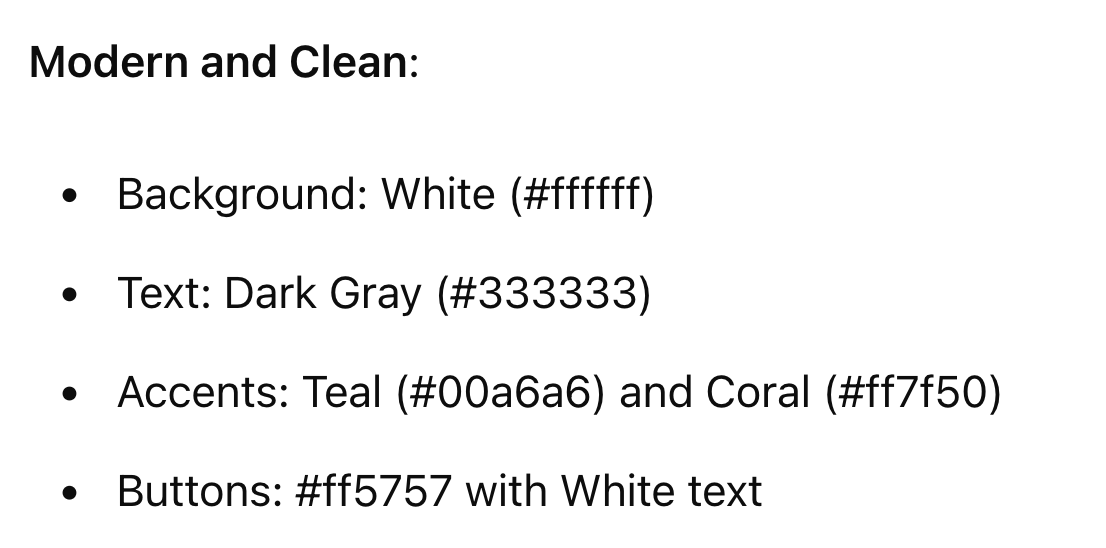 Modern and Clean:
• Background: White (#ffffff)
• Text: Dark Gray (#333333)
• Accents: Teal (#00a6a6) and Coral (#ff7f50)
• Buttons: #ff5757 with White text